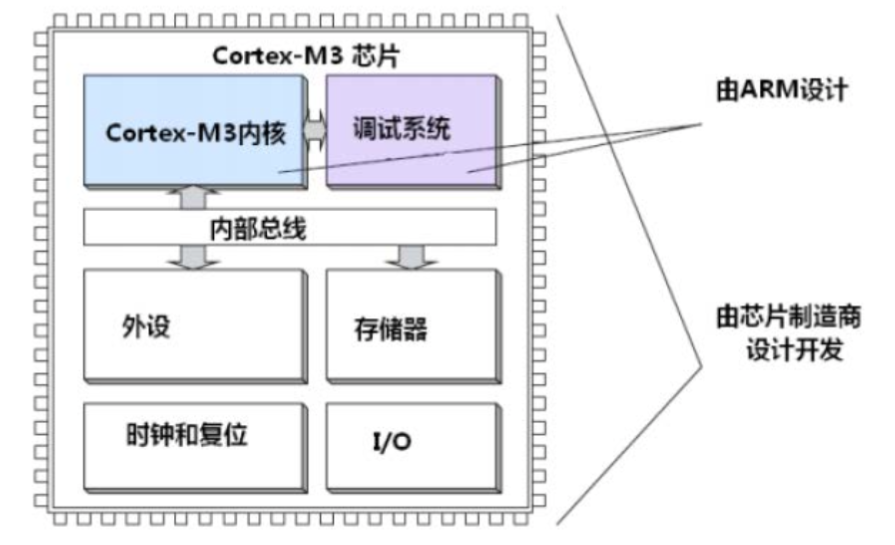 Cortex-M3 芯片
Cortex-M3内核
调试系统
由ARM设计
内部总线
外设
存储器
由芯片制造商
设计开发
时钟和复位
I/O